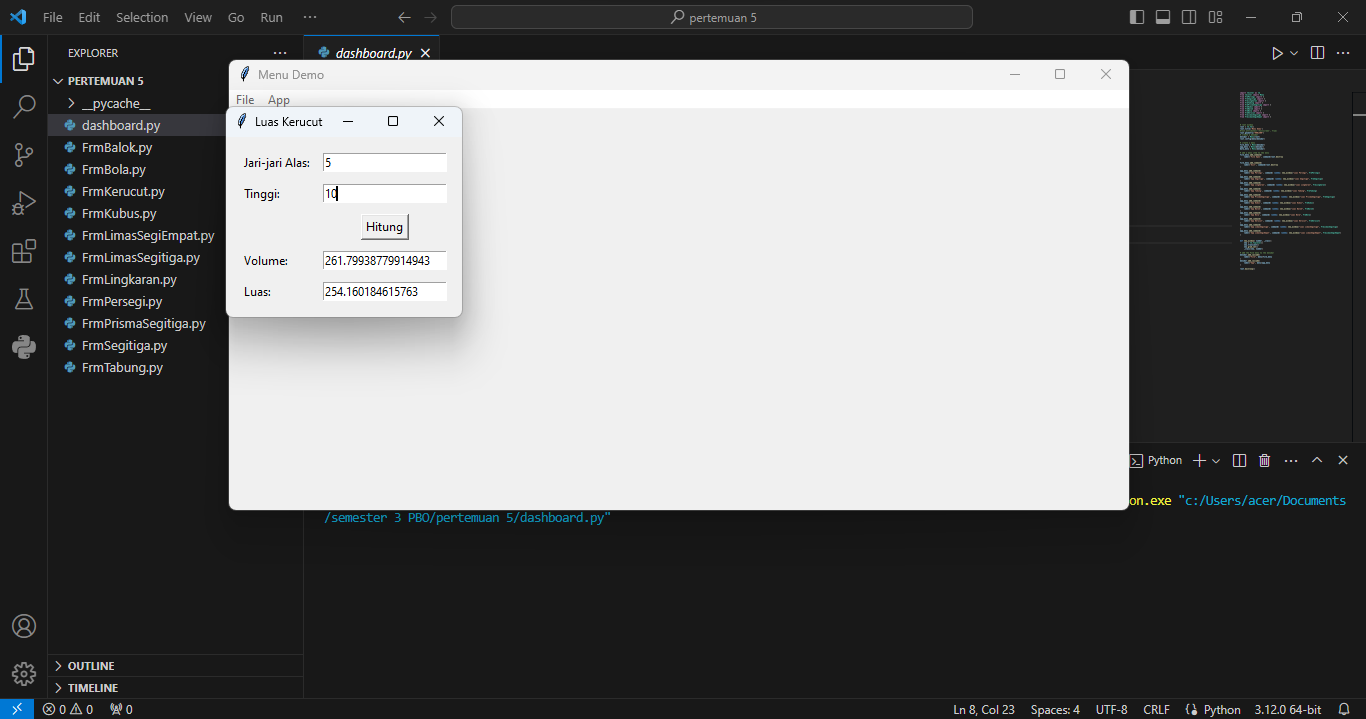 File Edit Selection View Go Run ··· pertemuan 5
EXPLORER ···
dashboard.py
PERTEMUAN 5
__pycache__
dashboard.py
FrmBalok.py
FrmBola.py
FrmKerucut.py
FrmKubus.py
FrmLimasSegiEmpat.py
FrmLimasSegitiga.py
FrmLingkaran.py
FrmPersegi.py
FrmPrismaSegitiga.py
FrmSegitiga.py
FrmTabung.py
Menu Demo
File App
Luas Kerucut
Jari-jari Alas: 5
Tinggi: 10
Hitung
Volume: 261.79938779914943
Luas: 254.160184615763
Python
on.exe "c:/Users/acer/Documents
/semester 3 PBO/pertemuan 5/dashboard.py"
OUTLINE
TIMELINE
0 0 0 Ln 8, Col 23 Spaces: 4 UTF-8 CRLF Python 3.12.0 64-bit